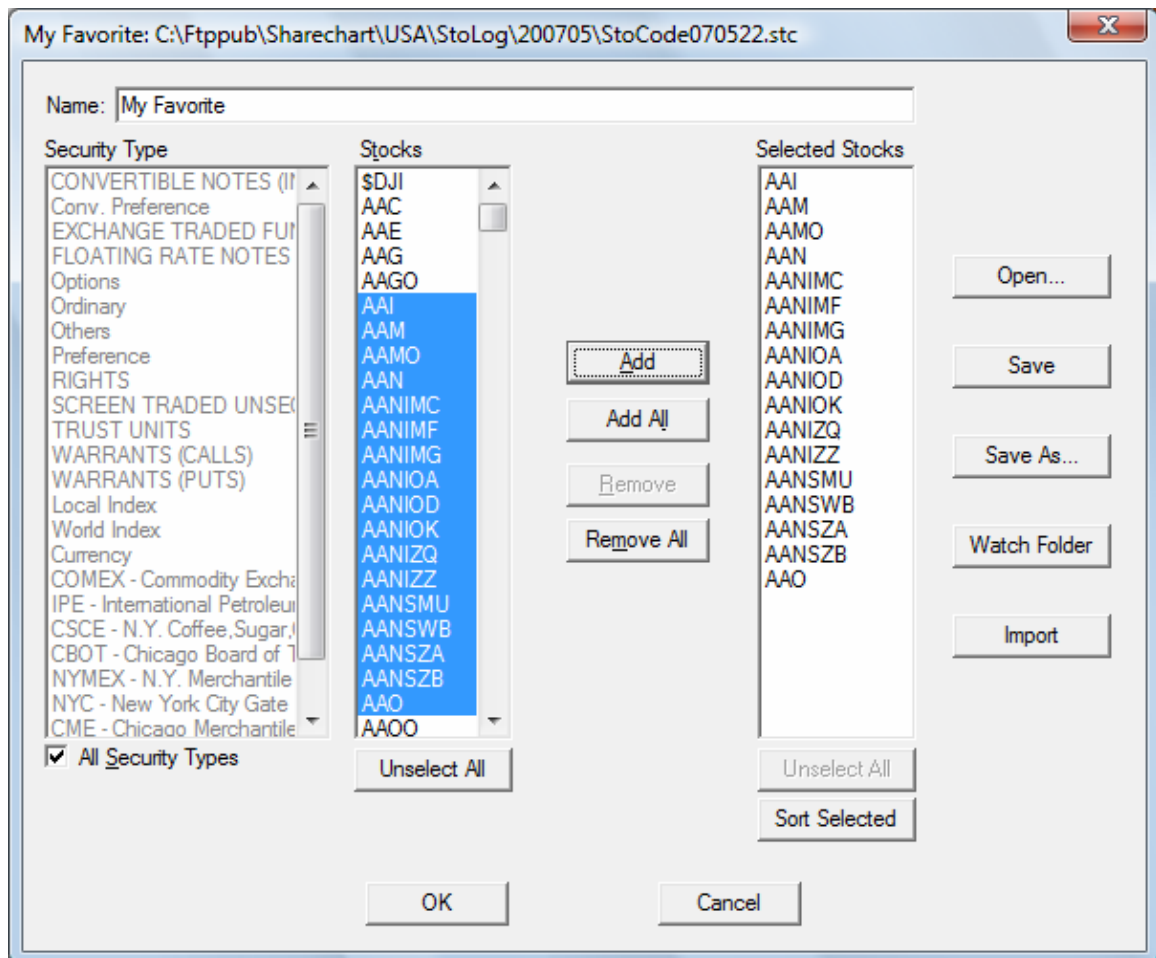 My Favorite: C:\Ftppub\Sharechart\USA\StoLog\200705\StoCode070522.stc
Name: My Favorite
Security Type
CONVERTIBLE NOTES (I
Conv. Preference
EXCHANGE TRADED FU
FLOATING RATE NOTES
Options
Ordinary
Others
Preference
RIGHTS
SCREEN TRADED UNSE
TRUST UNITS
WARRANTS (CALLS)
WARRANTS (PUTS)
Local Index
World Index
Currency
COMEX - Commodity Excha
IPE - International Petroleu
CSCE - N.Y. Coffee,Sugar,
CBOT - Chicago Board of T
NYMEX - N.Y. Merchantile
NYC - New York City Gate
CME - Chicago Merchantile
All Security Types
Stocks
$DJI
AAC
AAE
AAG
AAGO
AAI
AAM
AAMO
AAN
AANIMC
AANIMF
AANIMG
AANIOA
AANIOD
AANIOK
AANIZQ
AANIZZ
AANSMU
AANSWB
AANSZA
AANSZB
AAO
AAOO
Unselect All
Add
Add All
Remove
Remove All
Selected Stocks
AAI
AAM
AAMO
AAN
AANIMC
AANIMF
AANIMG
AANIOA
AANIOD
AANIOK
AANIZQ
AANIZZ
AANSMU
AANSWB
AANSZA
AANSZB
AAO
Unselect All
Sort Selected
Open...
Save
Save As...
Watch Folder
Import
OK
Cancel